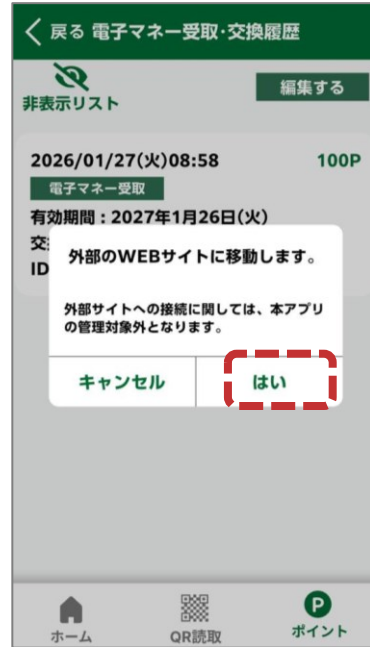 戻る 電子マネー受取・交換履歴
非表示リスト
編集する
2026/01/27(火)08:58
100P
電子マネー受取
有効期間：2027年1月26日(火)
交
ID
外部のWEBサイトに移動します。
外部サイトへの接続に関しては、本アプリ
の管理対象外となります。
キャンセル
はい
ホーム
QR読取
P
ポイント